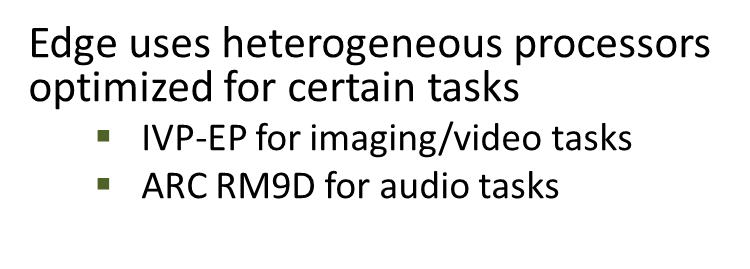 Edge uses heterogeneous processors
optimized for certain tasks
▪ IVP-EP for imaging/video tasks
▪ ARC RM9D for audio tasks